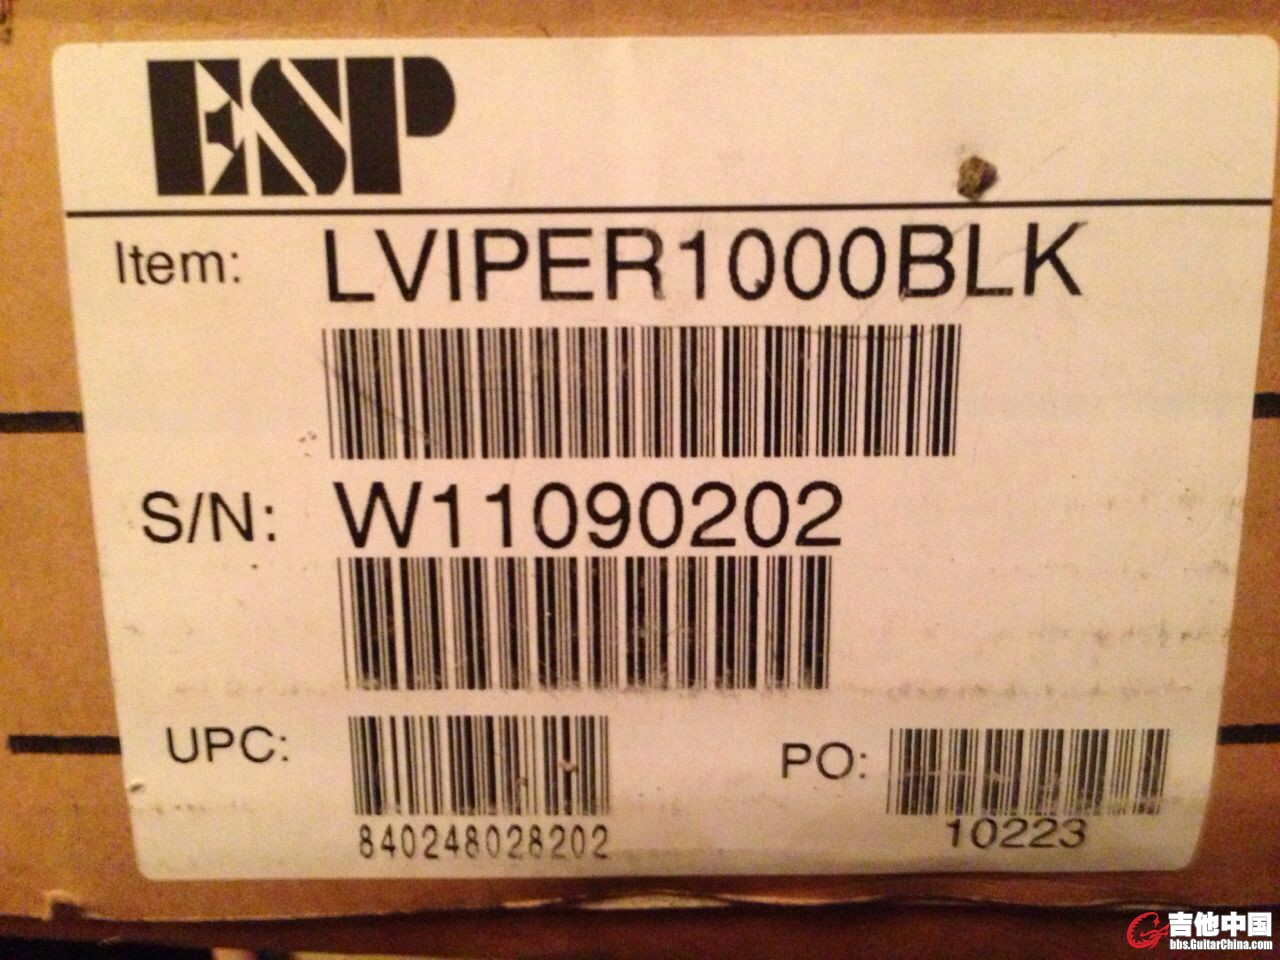 ESP
Item: LVIPER1000BLK
S/N: W11090202
UPC: 840248028202
PO: 10223
吉他中国
bbs.GuitarChina.com